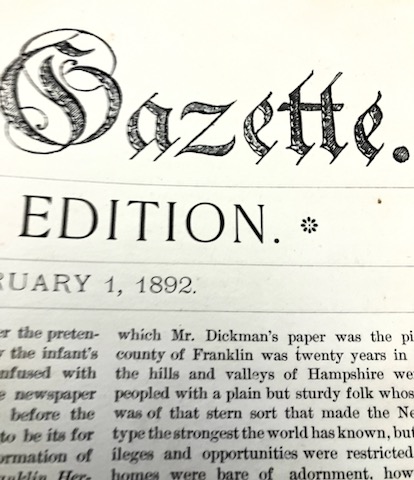 Gazette.
EDITION. ❊
RUARY 1, 1892.
er the preten-
y the infant's
nfused with
e newspaper
before the
to be its for
ormation of
nklin Her-
which Mr. Dickman's paper was the pi
county of Franklin was twenty years in
the hills and valleys of Hampshire we
peopled with a plain but sturdy folk whos
was of that stern sort that made the Ne
type the strongest the world has known, but
ileges and opportunities were restricted
homes were bare of adornment, how